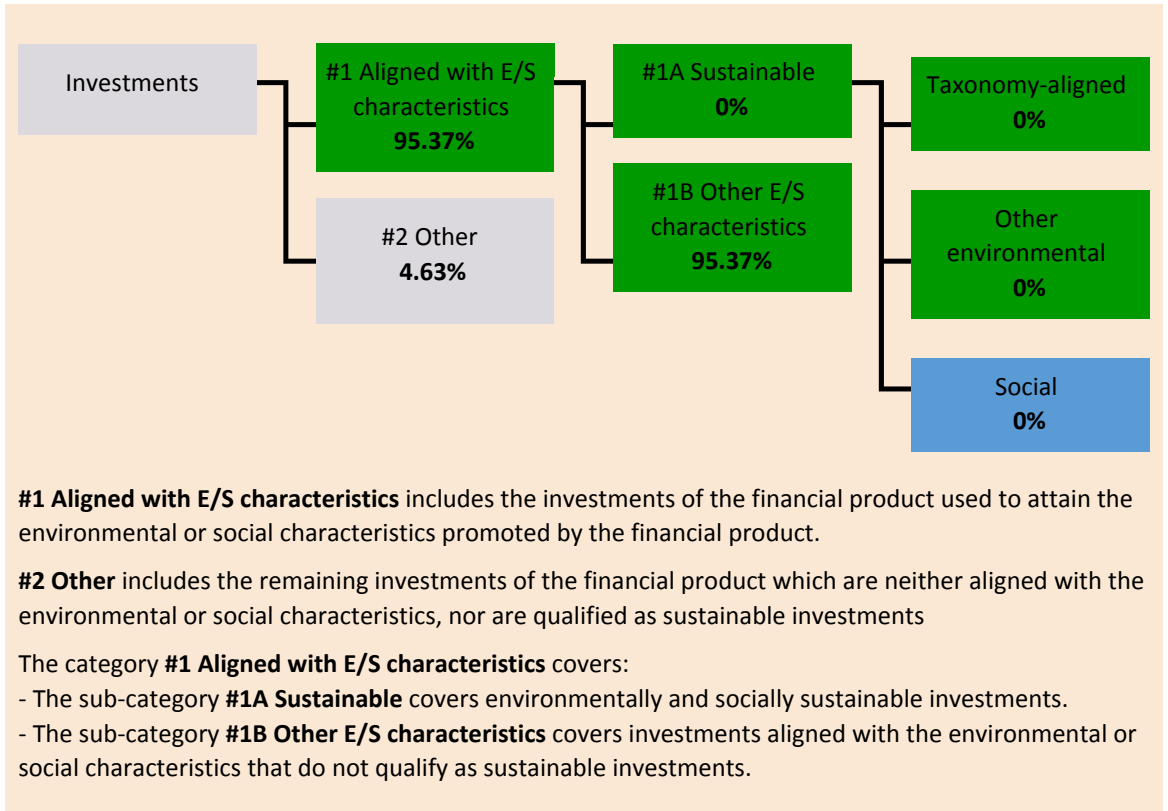 Investments
#1 Aligned with E/S
characteristics
95.37%
#2 Other
4.63%
#1A Sustainable
0%
#1B Other E/S
characteristics
95.37%
Taxonomy-aligned
0%
Other
environmental
0%
Social
0%
#1 Aligned with E/S characteristics includes the investments of the financial product used to attain the
environmental or social characteristics promoted by the financial product.
#2 Other includes the remaining investments of the financial product which are neither aligned with the
environmental or social characteristics, nor are qualified as sustainable investments
The category #1 Aligned with E/S characteristics covers:
- The sub-category #1A Sustainable covers environmentally and socially sustainable investments.
- The sub-category #1B Other E/S characteristics covers investments aligned with the environmental or
social characteristics that do not qualify as sustainable investments.